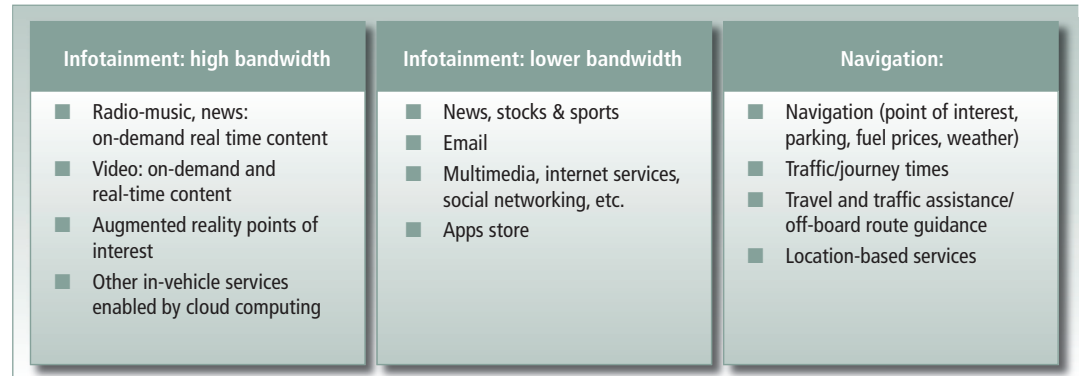 Infotainment: high bandwidth
Radio-music, news:
on-demand real time content
Video: on-demand and
real-time content
Augmented reality points of
interest
Other in-vehicle services
enabled by cloud computing
Infotainment: lower bandwidth
News, stocks & sports
Email
Multimedia, internet services,
social networking, etc.
Apps store
Navigation:
Navigation (point of interest,
parking, fuel prices, weather)
Traffic/journey times
Travel and traffic assistance/
off-board route guidance
Location-based services